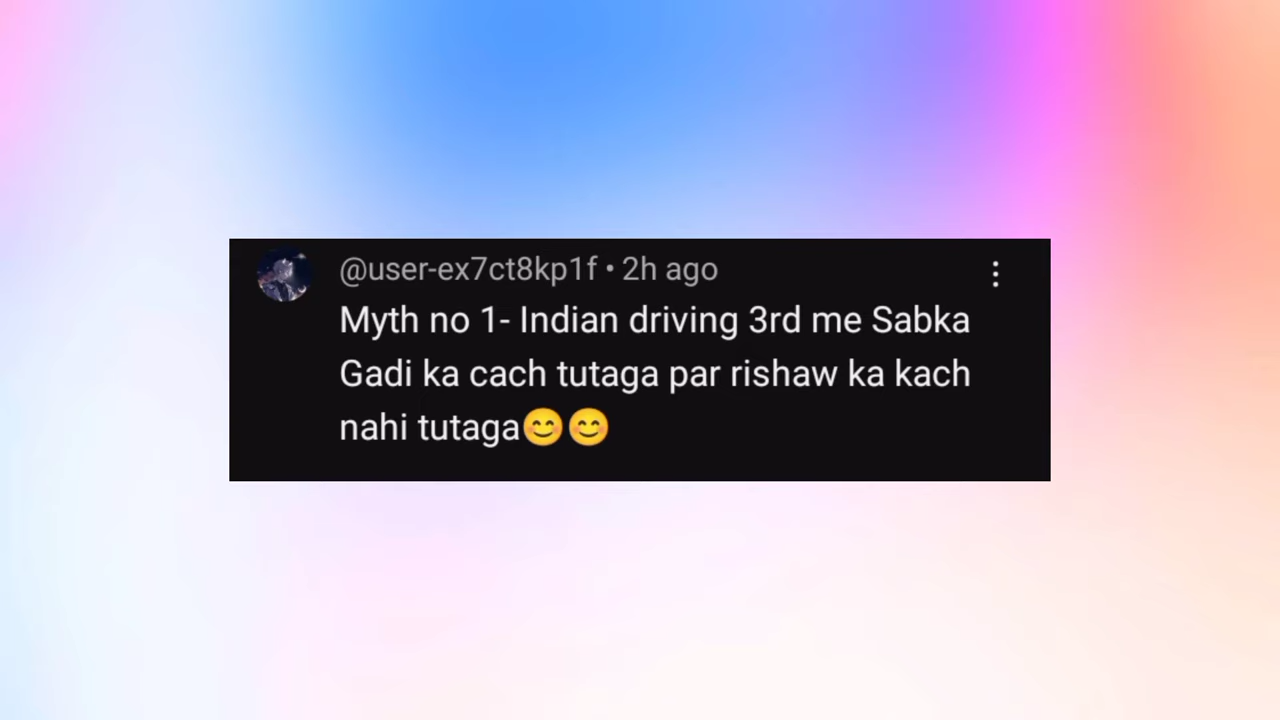 @user-ex7ct8kp1f • 2h ago
Myth no 1- Indian driving 3rd me Sabka
Gadi ka cach tutaga par rishaw ka kach
nahi tutaga😊😊